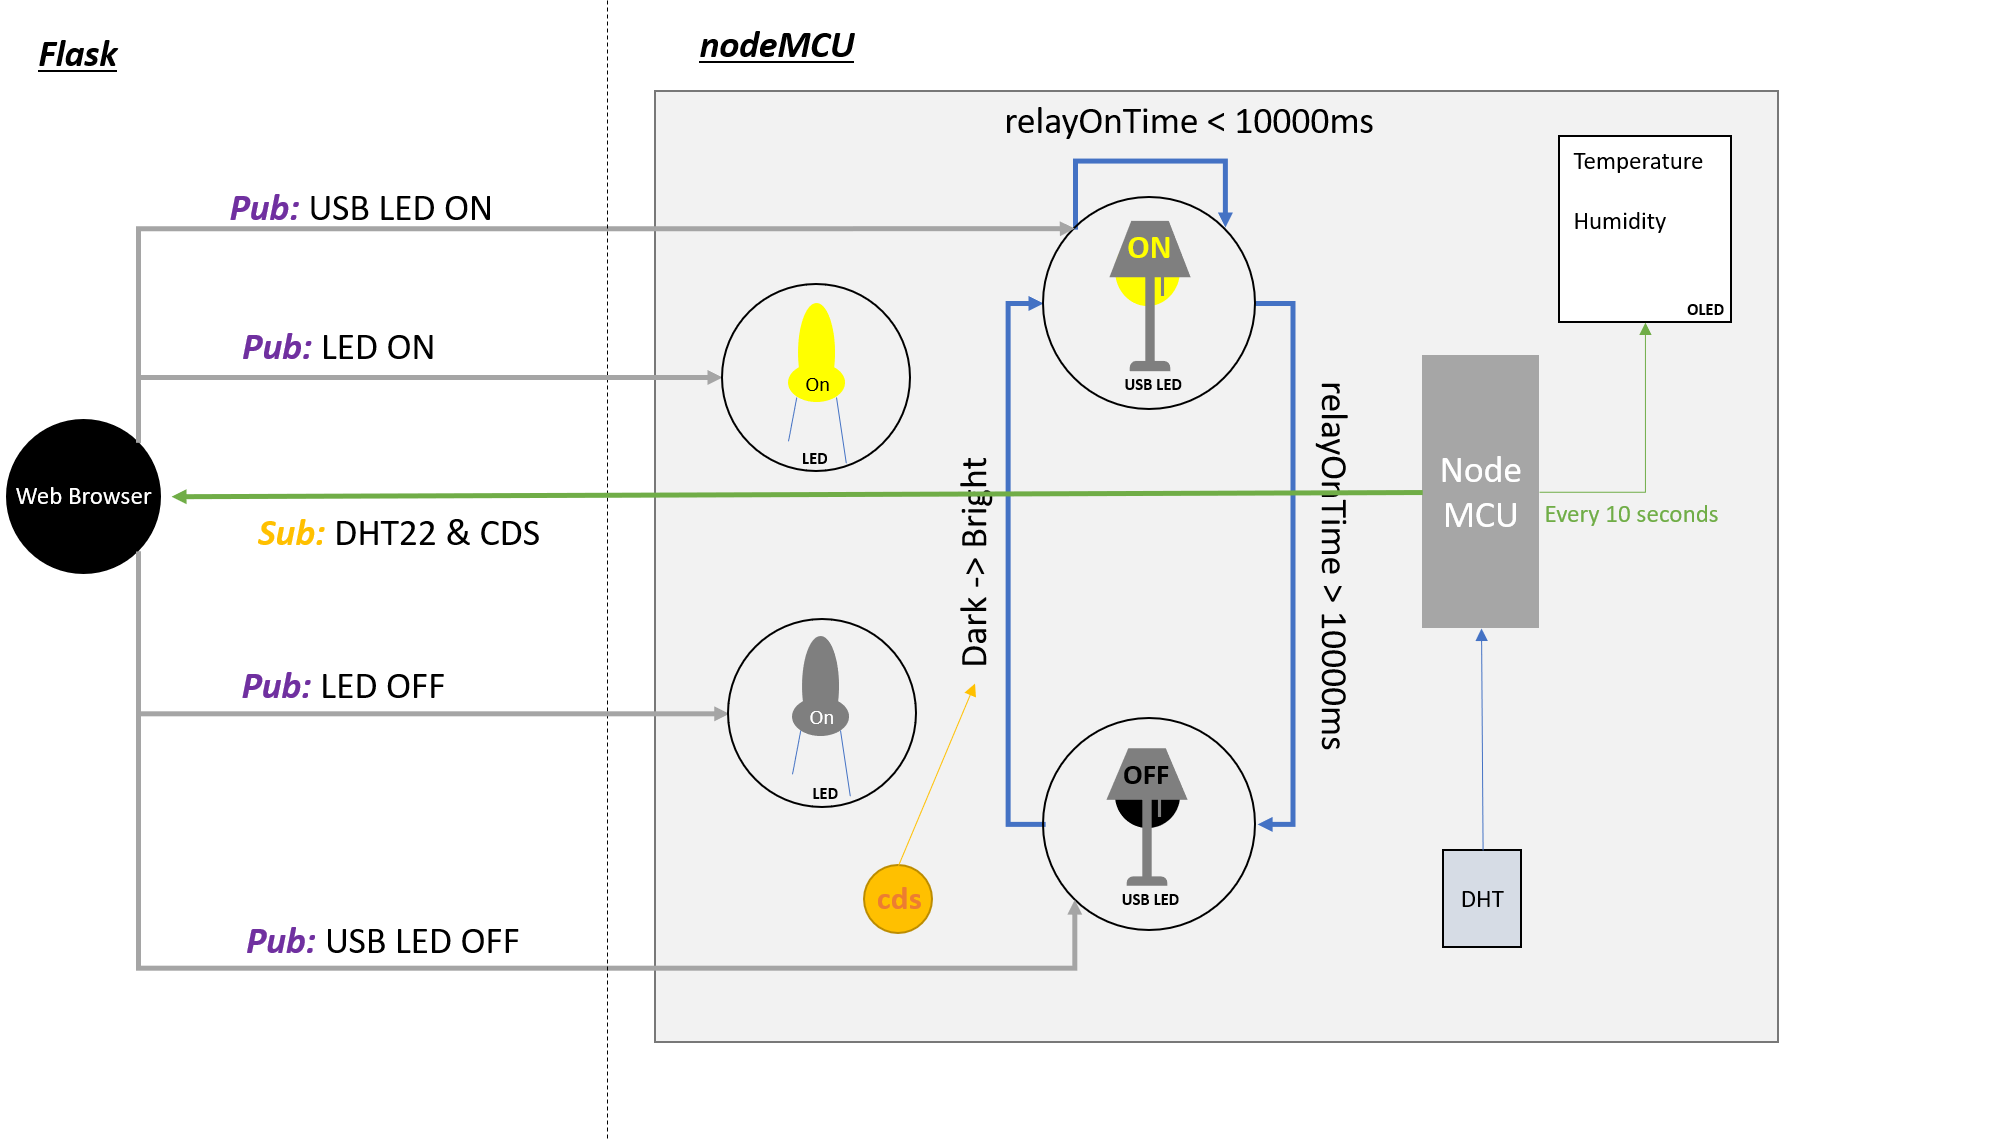 Flask
nodeMCU
relayOnTime < 10000ms
Temperature
Humidity
OLED
Pub: USB LED ON
ON
USB LED
Pub: LED ON
On
LED
relayOnTime > 10000ms
Dark -> Bright
Node
MCU
Every 10 seconds
Web Browser
Sub: DHT22 & CDS
Pub: LED OFF
On
LED
OFF
USB LED
cds
DHT
Pub: USB LED OFF